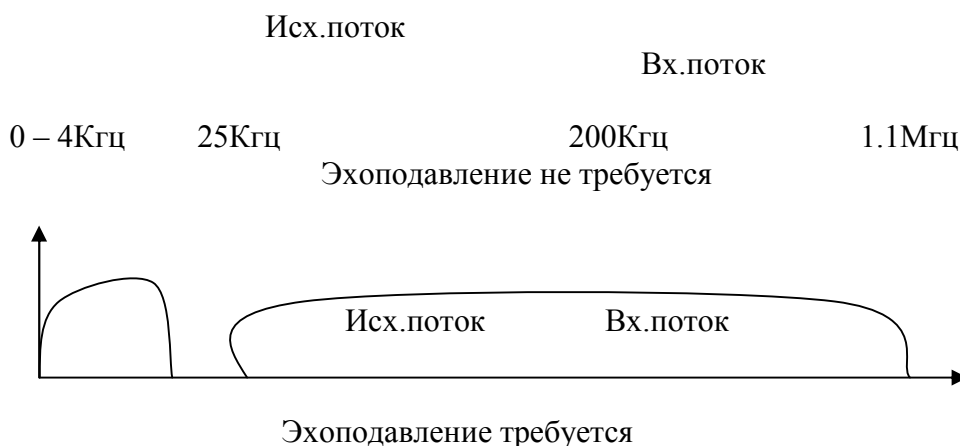 Исх.поток
Вх.поток
0 – 4Кгц 25Кгц 200Кгц 1.1Мгц
Эхоподавление не требуется
Исх.поток Вх.поток
Эхоподавление требуется